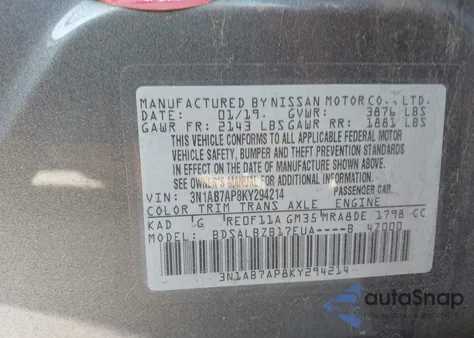 MANUFACTURED BY NISSAN MOTOR CO., LTD.
DATE: 01/19. GVWR: 3876 LBS
GAWR FR: 2143 LBS GAWR RR: 1881 LBS
THIS VEHICLE CONFORMS TO ALL APPLICABLE FEDERAL MOTOR
VEHICLE SAFETY, BUMPER AND THEFT PREVENTION STANDARDS
IN EFFECT ON THE DATE OF MANUFACTURE SHOWN ABOVE.
SEE OWNER'S MANUAL FOR ADDITIONAL INFORMATION.
VIN: 3N1AB7AP8KY294214 PASSENGER CAR.
COLOR TRIM TRANS AXLE ENGINE
KAD G RE0F11A GM35 MRA8DE 1798 CC
MODEL: BDSALBZB17EUA----B 47000
3N1AB7AP8KY294214
autoSnap